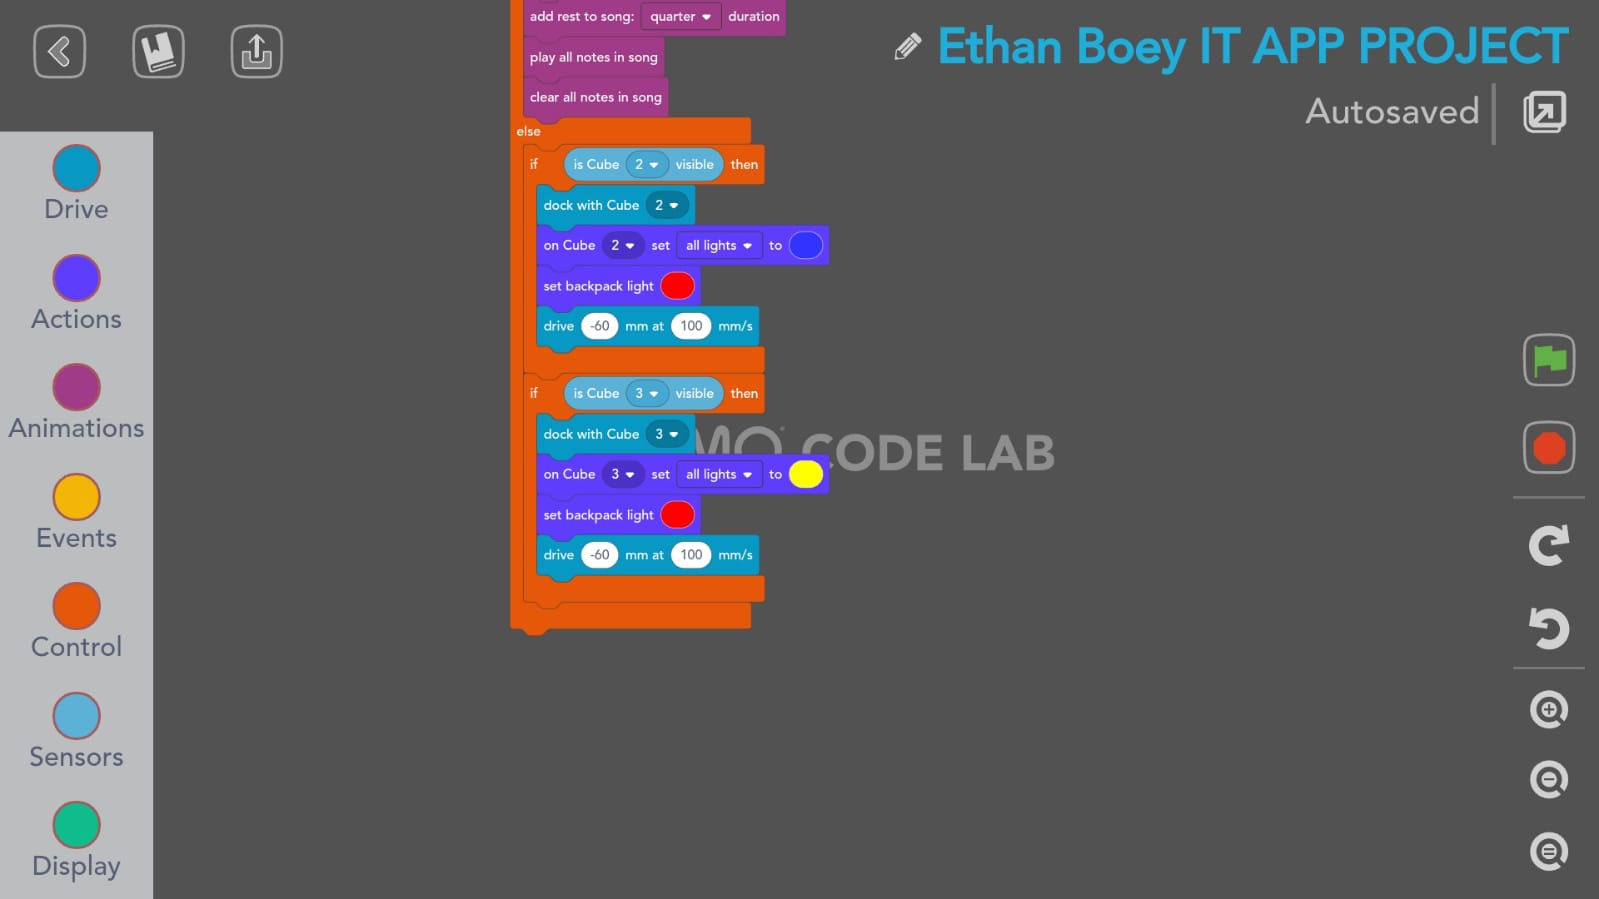 add rest to song: quarter duration
play all notes in song
clear all notes in song
else
if is Cube 2 visible then
dock with Cube 2
on Cube 2 set all lights to
set backpack light
drive -60 mm at 100 mm/s
if is Cube 3 visible then
dock with Cube 3
on Cube 3 set all lights to
set backpack light
drive -60 mm at 100 mm/s
Ethan Boey IT APP PROJECT
Autosaved
Drive
Actions
Animations
Events
Control
Sensors
Display
CODE LAB